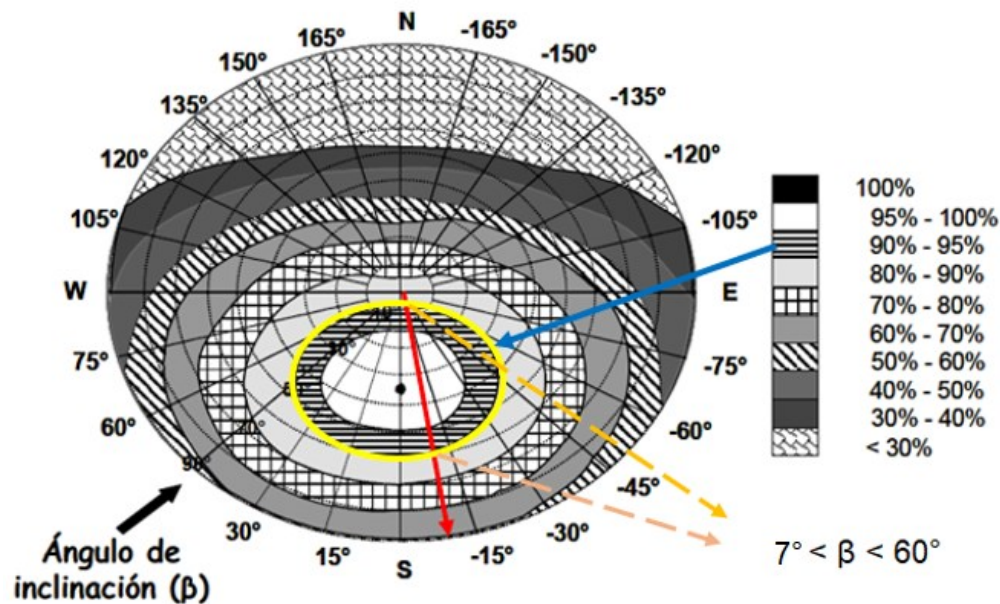 N
165°
-165°
150°
-150°
135°
-135°
120°
-120°
105°
-105°
W
E
75°
-75°
60°
-60°
-45°
30°
-30°
15°
-15°
S
90°
Ángulo de
inclinación (β)
100%
95% - 100%
90% - 95%
80% - 90%
70% - 80%
60% - 70%
50% - 60%
40% - 50%
30% - 40%
< 30%
7° < β < 60°